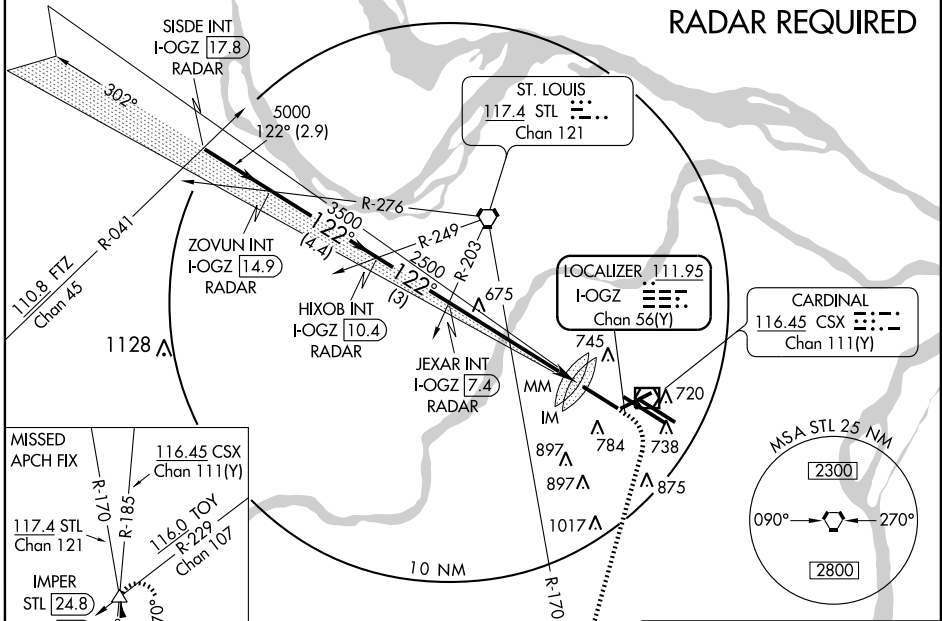 RADAR REQUIRED
SISDE INT
I-OGZ 17.8
RADAR
302°
5000
122° (2.9)
ST. LOUIS
117.4 STL
Chan 121
R-041
110.8 FTZ
Chan 45
R-276
3500
122°
(4.4)
R-249
2500
122°
(3)
R-203
ZOVUN INT
I-OGZ 14.9
RADAR
HIXOB INT
I-OGZ 10.4
RADAR
JEXAR INT
I-OGZ 7.4
RADAR
675
LOCALIZER 111.95
I-OGZ
Chan 56(Y)
CARDINAL
116.45 CSX
Chan 111(Y)
1128
745
MM
IM
720
784
738
897
897
875
1017
10 NM
R-170
MISSED
APCH FIX
116.45 CSX
Chan 111(Y)
R-170
R-185
117.4 STL
Chan 121
116.0 TOY
R-229
Chan 107
IMPER
STL 24.8
MSA STL 25 NM
2300
090°
270°
2800